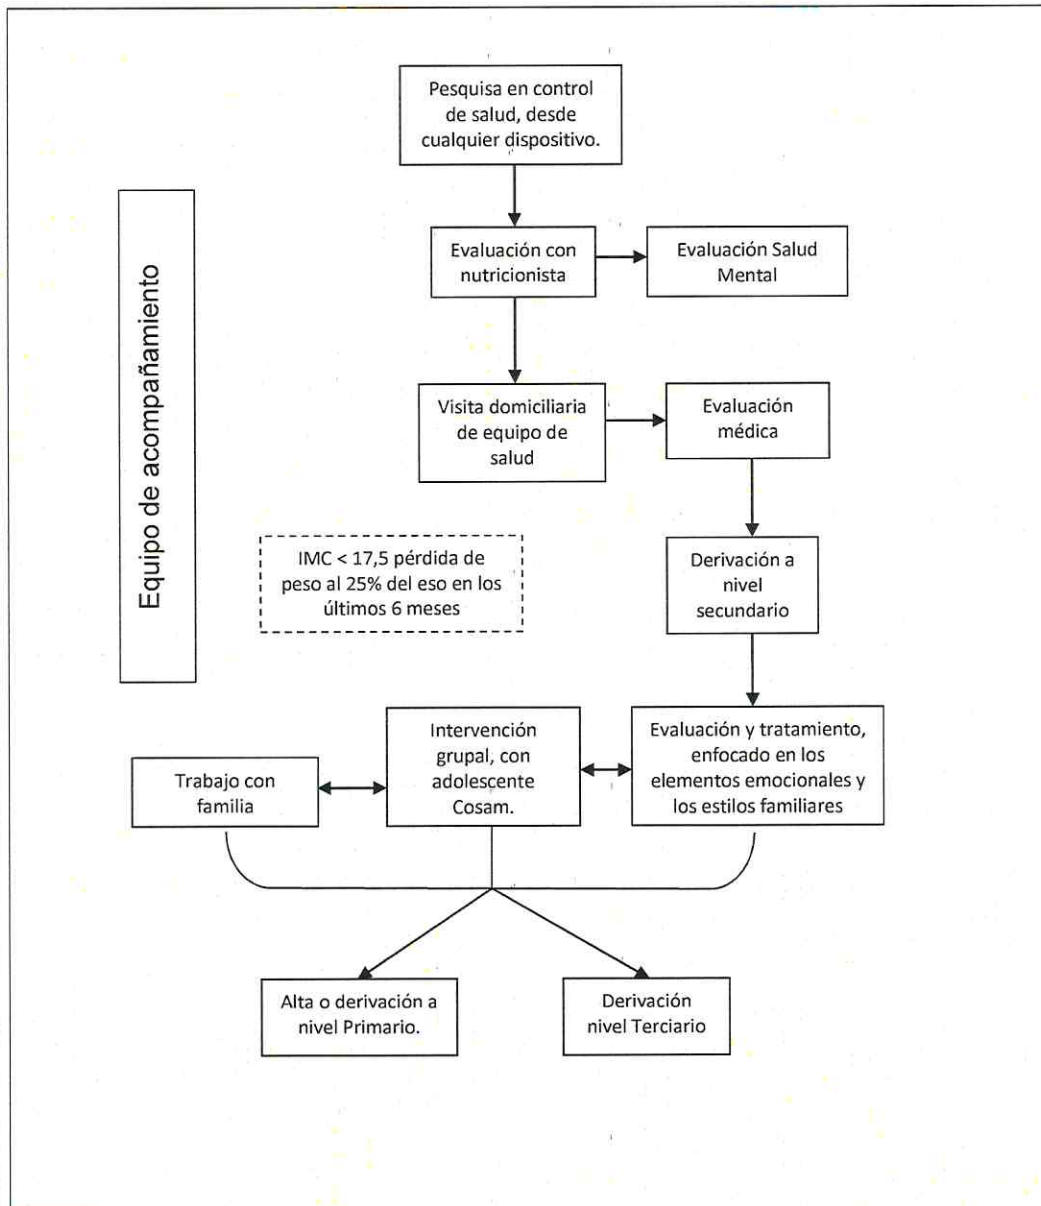 Pesquisa en control
de salud, desde
cualquier dispositivo.
Equipo de acompañamiento
Evaluación con
nutricionista
Evaluación Salud
Mental
Visita domiciliaria
de equipo de
salud
Evaluación
médica
IMC < 17,5 pérdida de
peso al 25% del eso en los
últimos 6 meses
Derivación a
nivel
secundario
Trabajo con
familia
Intervención
grupal, con
adolescente
Cosam.
Evaluación y tratamiento,
enfocado en los
elementos emocionales y
los estilos familiares
Alta o derivación a
nivel Primario.
Derivación
nivel Terciario